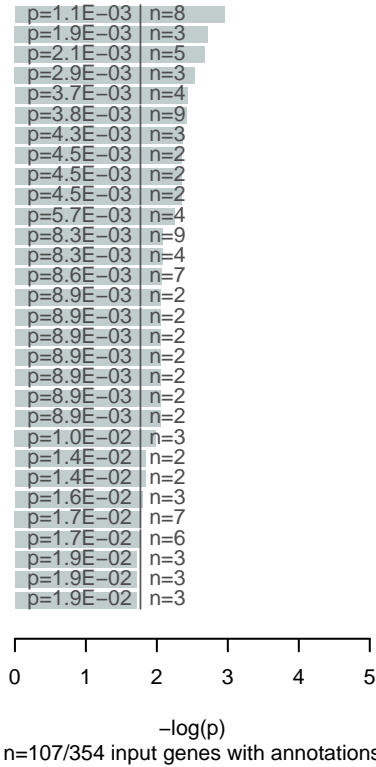 p=1.1E−03 n=8
p=1.9E−03 n=3
p=2.1E−03 n=5
p=2.9E−03 n=3
p=3.7E−03 n=4
p=3.8E−03 n=9
p=4.3E−03 n=3
p=4.5E−03 n=2
p=4.5E−03 n=2
p=4.5E−03 n=2
p=5.7E−03 n=4
p=8.3E−03 n=9
p=8.3E−03 n=4
p=8.6E−03 n=7
p=8.9E−03 n=2
p=8.9E−03 n=2
p=8.9E−03 n=2
p=8.9E−03 n=2
p=8.9E−03 n=2
p=8.9E−03 n=2
p=8.9E−03 n=2
p=1.0E−02 n=3
p=1.4E−02 n=2
p=1.4E−02 n=2
p=1.6E−02 n=3
p=1.7E−02 n=7
p=1.7E−02 n=6
p=1.9E−02 n=3
p=1.9E−02 n=3
p=1.9E−02 n=3
0 1 2 3 4 5
−log(p)
n=107/354 input genes with annotations